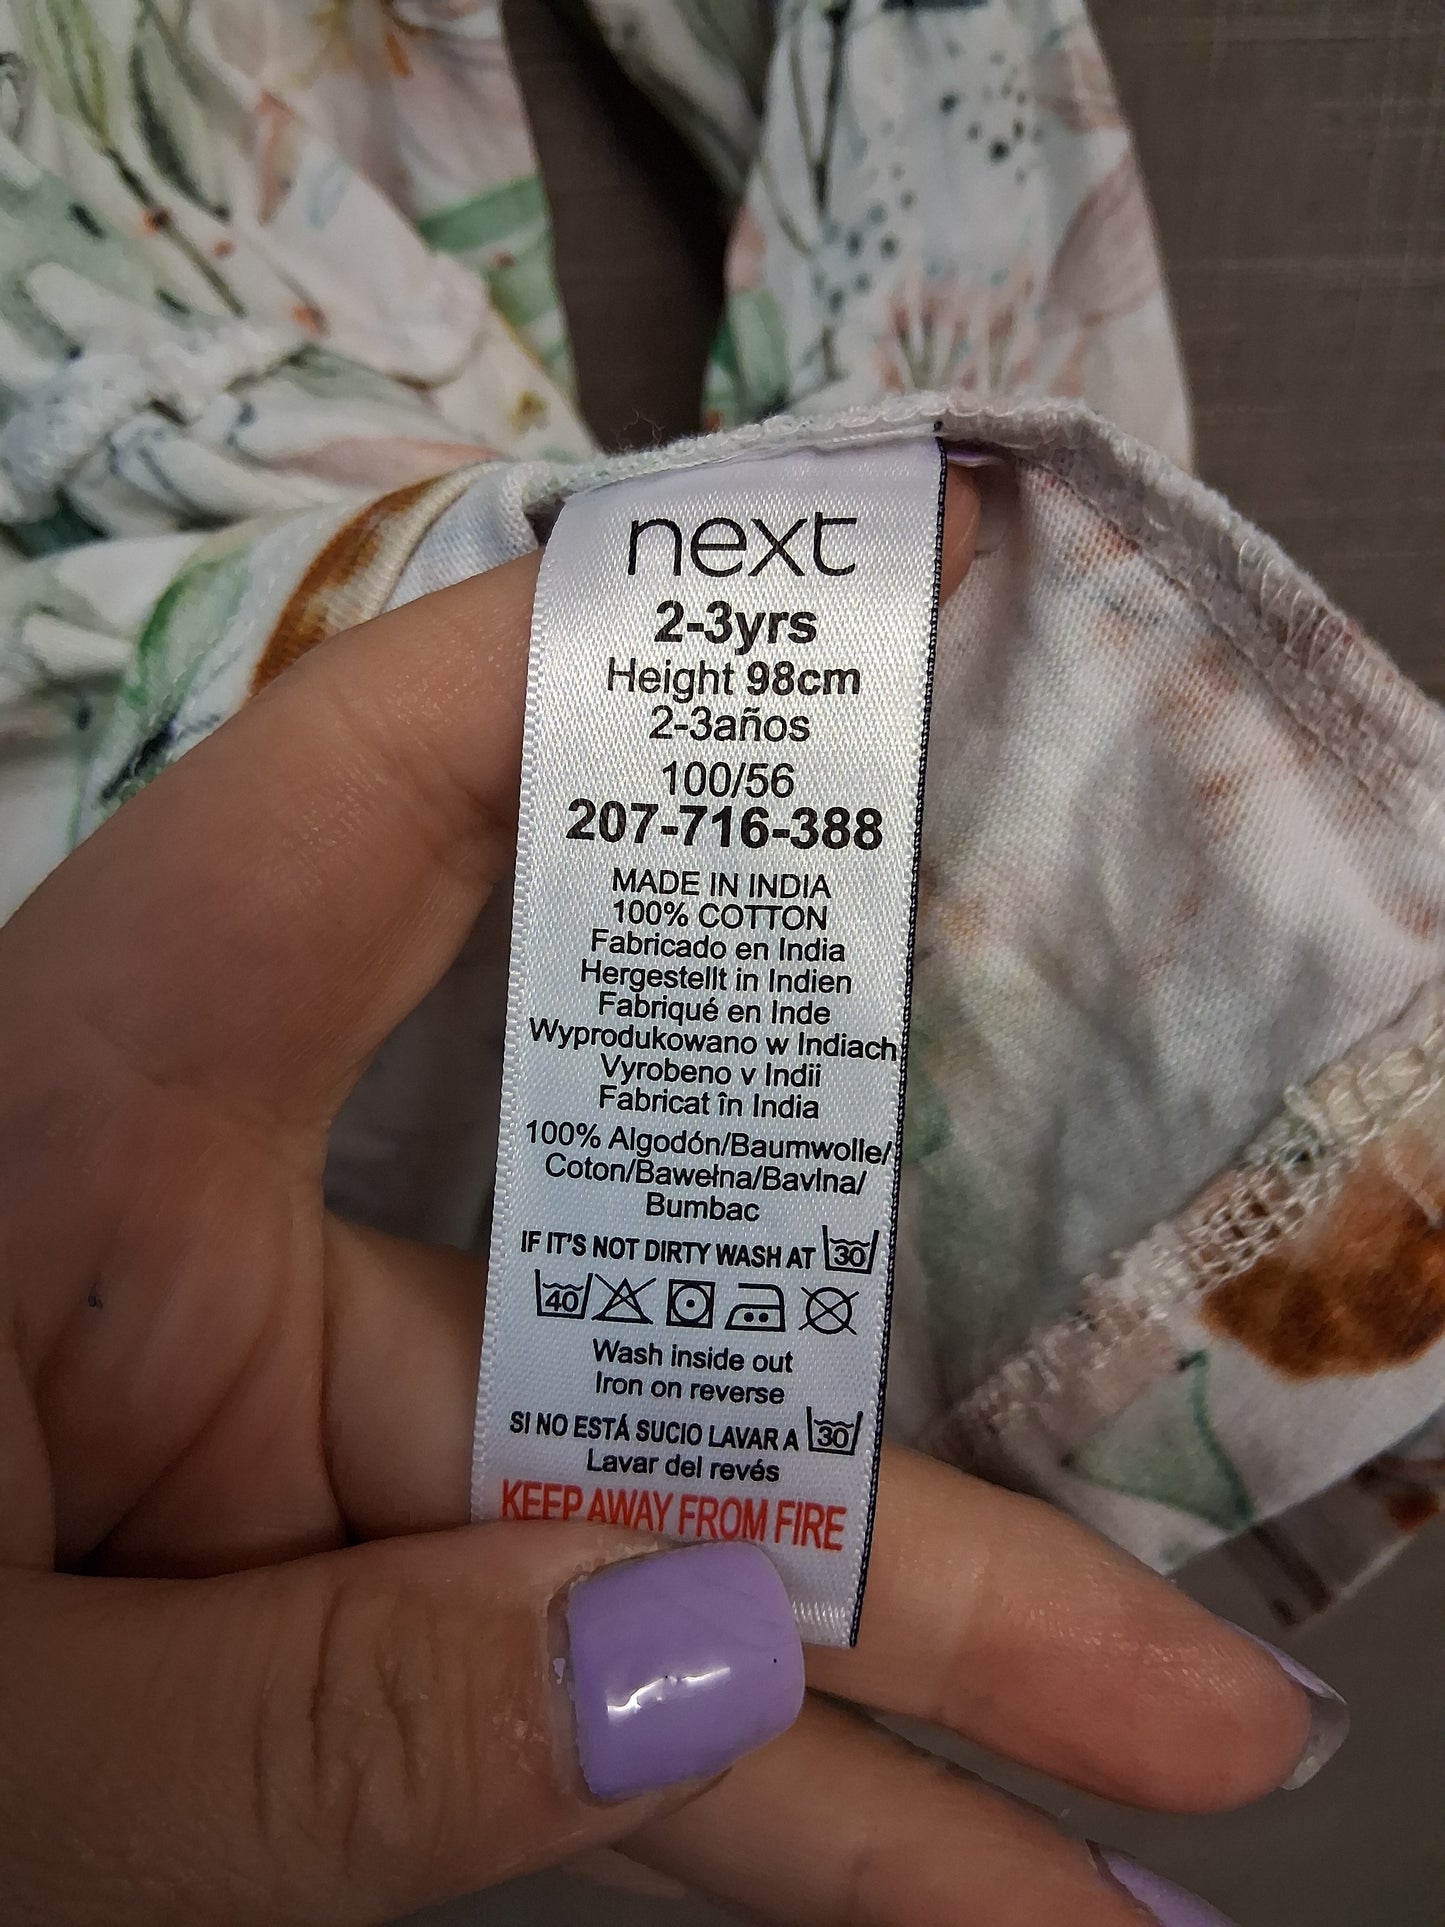 next
2-3yrs
Height 98cm
2-3años
100/56
207-716-388
MADE IN INDIA
100% COTTON
Fabricado en India
Hergestellt in Indien
Fabriqué en Inde
Wyprodukowano w Indiach
Vyrobeno v Indii
Fabricat în India
100% Algodón/Baumwolle/
Coton/Bawełna/Bavlna/
Bumbac
IF IT'S NOT DIRTY WASH AT 30
40
Wash inside out
Iron on reverse
SI NO ESTÁ SUCIO LAVAR A 30
Lavar del revés
KEEP AWAY FROM FIRE